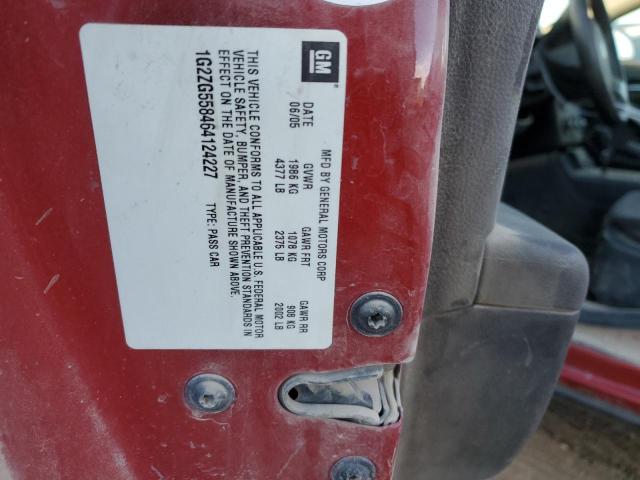 GM
MFD BY GENERAL MOTORS CORP
DATE GVWR GAWR FRT GAWR RR
06/05 1986 KG 1078 KG 908 KG
4377 LB 2375 LB 2002 LB
THIS VEHICLE CONFORMS TO ALL APPLICABLE U.S. FEDERAL MOTOR
VEHICLE SAFETY, BUMPER, AND THEFT PREVENTION STANDARDS IN
EFFECT ON THE DATE OF MANUFACTURE SHOWN ABOVE.
1G2ZG558464124227 TYPE: PASS CAR